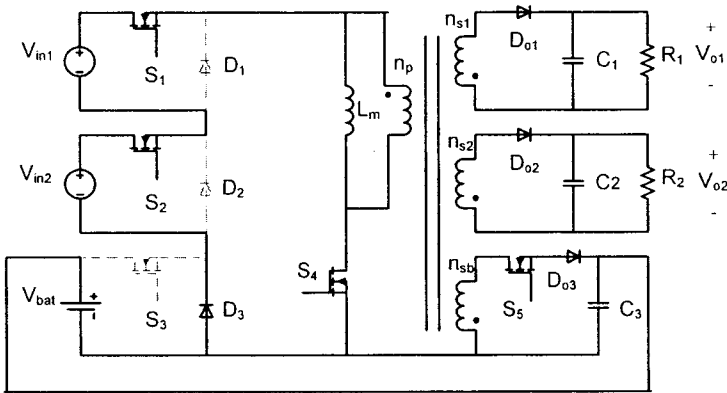 V_in1
S_1
D_1
V_in2
S_2
D_2
V_bat
S_3
D_3
L_m
n_p
S_4
n_s1
D_o1
C_1
R_1
+
V_o1
-
n_s2
D_o2
C2
R_2
+
V_o2
-
n_sb
S_5
D_o3
C_3